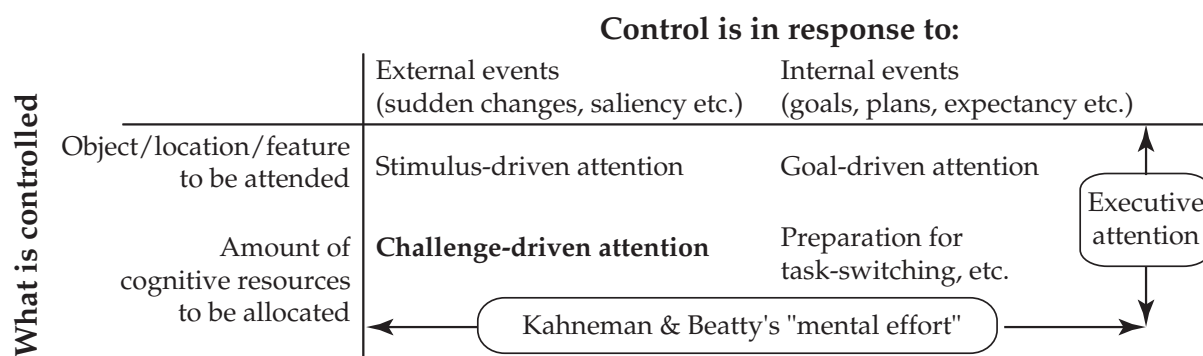 Control is in response to:
What is controlled
External events
(sudden changes, saliency etc.)
Internal events
(goals, plans, expectancy etc.)
Object/location/feature
to be attended
Stimulus-driven attention
Goal-driven attention
Executive
attention
Amount of
cognitive resources
to be allocated
Challenge-driven attention
Preparation for
task-switching, etc.
Kahneman & Beatty's "mental effort"